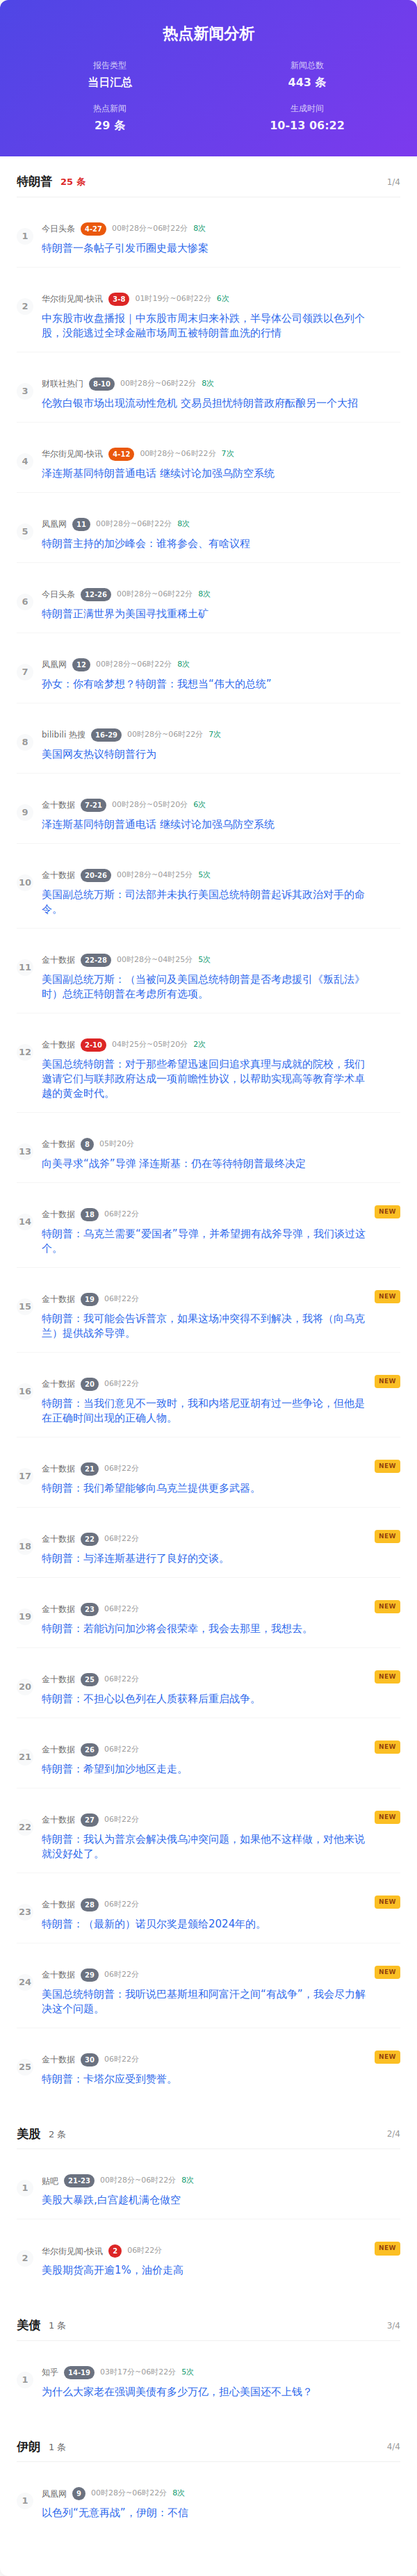 热点新闻分析
报告类型
当日汇总
新闻总数
443 条
热点新闻
29 条
生成时间
10-13 06:22
特朗普 25 条 1/4
1
今日头条 4-27 00时28分~06时22分 8次
特朗普一条帖子引发币圈史最大惨案
2
华尔街见闻-快讯 3-8 01时19分~06时22分 6次
中东股市收盘播报｜中东股市周末归来补跌，半导体公司领跌以色列个
股，没能逃过全球金融市场周五被特朗普血洗的行情
3
财联社热门 8-10 00时28分~06时22分 8次
伦敦白银市场出现流动性危机 交易员担忧特朗普政府酝酿另一个大招
4
华尔街见闻-快讯 4-12 00时28分~06时22分 7次
泽连斯基同特朗普通电话 继续讨论加强乌防空系统
5
凤凰网 11 00时28分~06时22分 8次
特朗普主持的加沙峰会：谁将参会、有啥议程
6
今日头条 12-26 00时28分~06时22分 8次
特朗普正满世界为美国寻找重稀土矿
7
凤凰网 12 00时28分~06时22分 8次
孙女：你有啥梦想？特朗普：我想当“伟大的总统”
8
bilibili 热搜 16-29 00时28分~06时22分 7次
美国网友热议特朗普行为
9
金十数据 7-21 00时28分~05时20分 6次
泽连斯基同特朗普通电话 继续讨论加强乌防空系统
10
金十数据 20-26 00时28分~04时25分 5次
美国副总统万斯：司法部并未执行美国总统特朗普起诉其政治对手的命
令。
11
金十数据 22-28 00时28分~04时25分 5次
美国副总统万斯：（当被问及美国总统特朗普是否考虑援引《叛乱法》
时）总统正特朗普在考虑所有选项。
12
金十数据 2-10 04时25分~05时20分 2次
美国总统特朗普：对于那些希望迅速回归追求真理与成就的院校，我们
邀请它们与联邦政府达成一项前瞻性协议，以帮助实现高等教育学术卓
越的黄金时代。
13
金十数据 8 05时20分
向美寻求“战斧”导弹 泽连斯基：仍在等待特朗普最终决定
14
金十数据 18 06时22分
NEW
特朗普：乌克兰需要“爱国者”导弹，并希望拥有战斧导弹，我们谈过这
个。
15
金十数据 19 06时22分
NEW
特朗普：我可能会告诉普京，如果这场冲突得不到解决，我将（向乌克
兰）提供战斧导弹。
16
金十数据 20 06时22分
NEW
特朗普：当我们意见不一致时，我和内塔尼亚胡有过一些争论，但他是
在正确时间出现的正确人物。
17
金十数据 21 06时22分
NEW
特朗普：我们希望能够向乌克兰提供更多武器。
18
金十数据 22 06时22分
NEW
特朗普：与泽连斯基进行了良好的交谈。
19
金十数据 23 06时22分
NEW
特朗普：若能访问加沙将会很荣幸，我会去那里，我想去。
20
金十数据 25 06时22分
NEW
特朗普：不担心以色列在人质获释后重启战争。
21
金十数据 26 06时22分
NEW
特朗普：希望到加沙地区走走。
22
金十数据 27 06时22分
NEW
特朗普：我认为普京会解决俄乌冲突问题，如果他不这样做，对他来说
就没好处了。
23
金十数据 28 06时22分
NEW
特朗普：（最新的）诺贝尔奖是颁给2024年的。
24
金十数据 29 06时22分
NEW
美国总统特朗普：我听说巴基斯坦和阿富汗之间“有战争”，我会尽力解
决这个问题。
25
金十数据 30 06时22分
NEW
特朗普：卡塔尔应受到赞誉。
美股 2 条 2/4
1
贴吧 21-23 00时28分~06时22分 8次
美股大暴跌,白宫趁机满仓做空
2
华尔街见闻-快讯 2 06时22分
NEW
美股期货高开逾1%，油价走高
美债 1 条 3/4
1
知乎 14-19 03时17分~06时22分 5次
为什么大家老在强调美债有多少万亿，担心美国还不上钱？
伊朗 1 条 4/4
1
凤凰网 9 00时28分~06时22分 8次
以色列“无意再战”，伊朗：不信